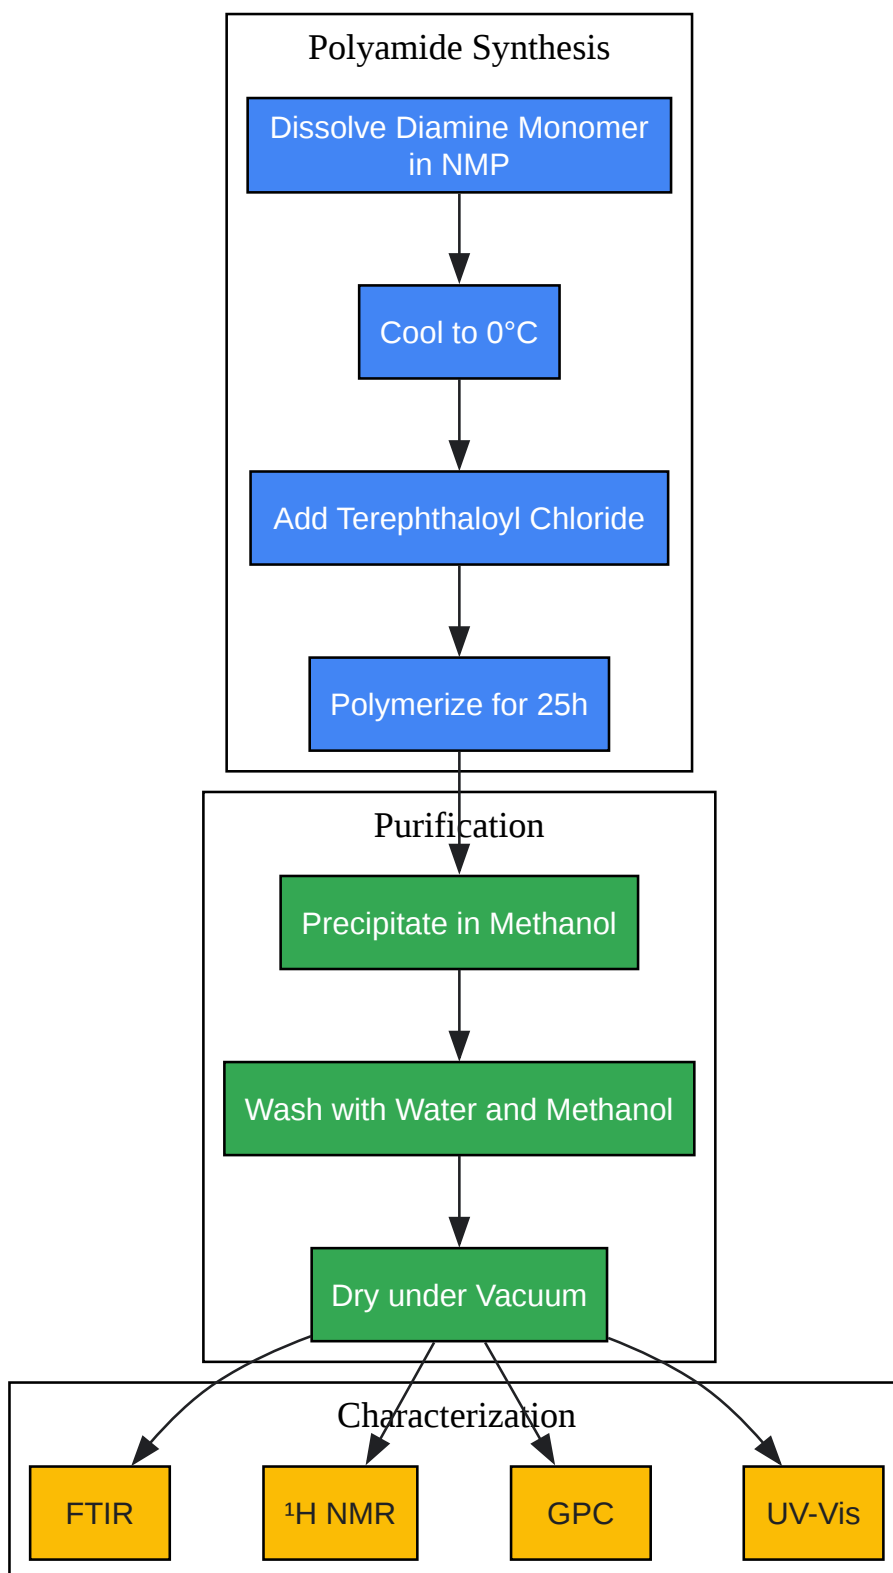 Polyamide Synthesis
Dissolve Diamine Monomer
in NMP
Cool to 0°C
Add Terephthaloyl Chloride
Polymerize for 25h
Purification
Precipitate in Methanol
Wash with Water and Methanol
Dry under Vacuum
Characterization
FTIR
¹H NMR
GPC
UV-Vis